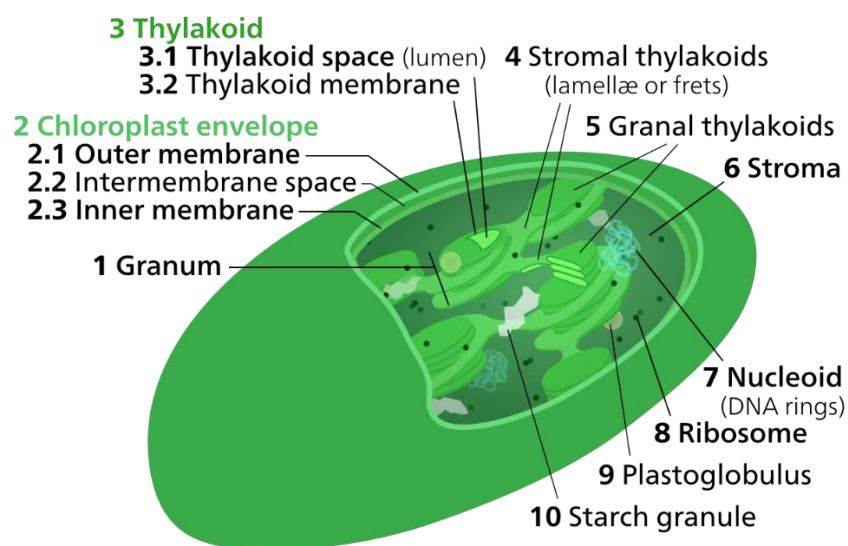 3 Thylakoid
3.1 Thylakoid space (lumen)
3.2 Thylakoid membrane
4 Stromal thylakoids
(lamellæ or frets)
2 Chloroplast envelope
2.1 Outer membrane
2.2 Intermembrane space
2.3 Inner membrane
5 Granal thylakoids
6 Stroma
1 Granum
7 Nucleoid
(DNA rings)
8 Ribosome
9 Plastoglobulus
10 Starch granule